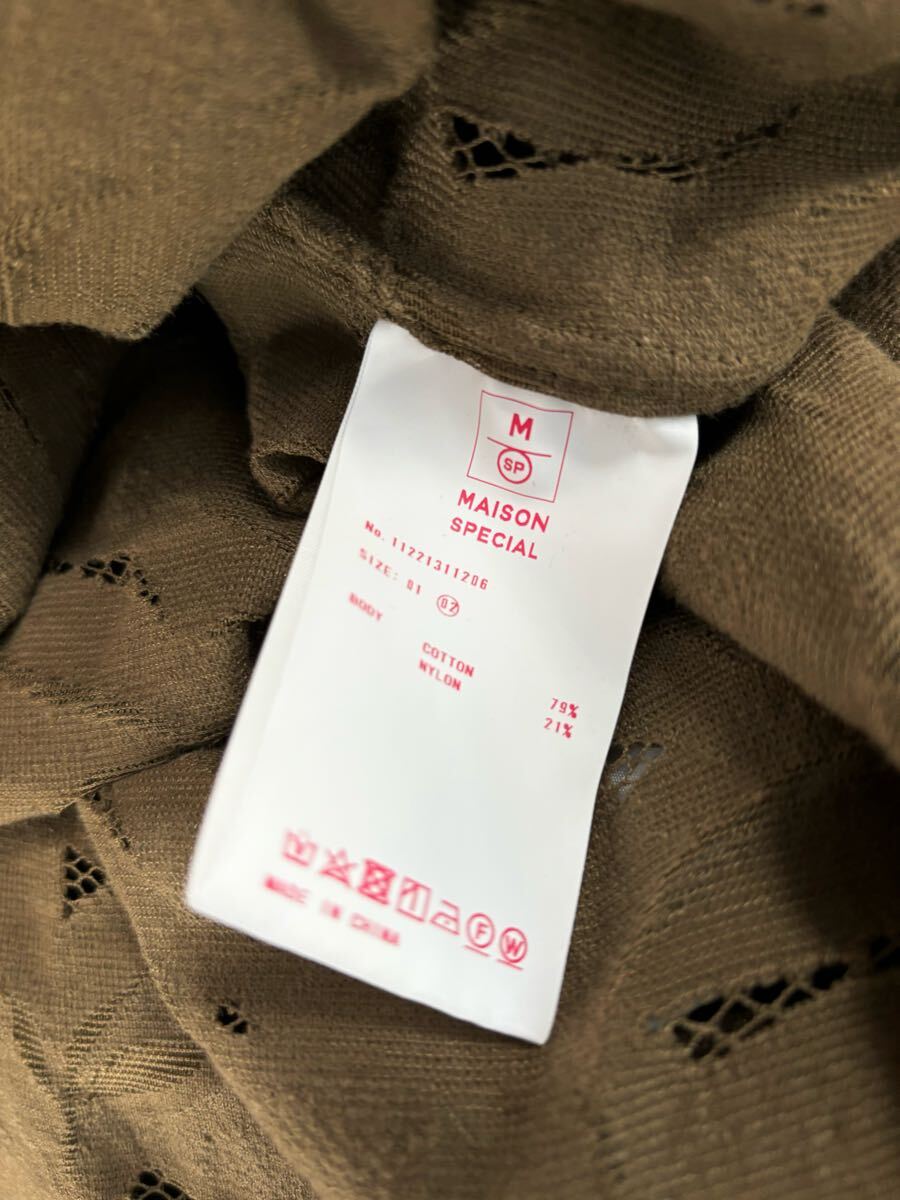 M
SP
MAISON
SPECIAL
No. 11221311206
SIZE: 01 02
BODY
COTTON 79%
NYLON 21%
F W
MADE IN CHINA